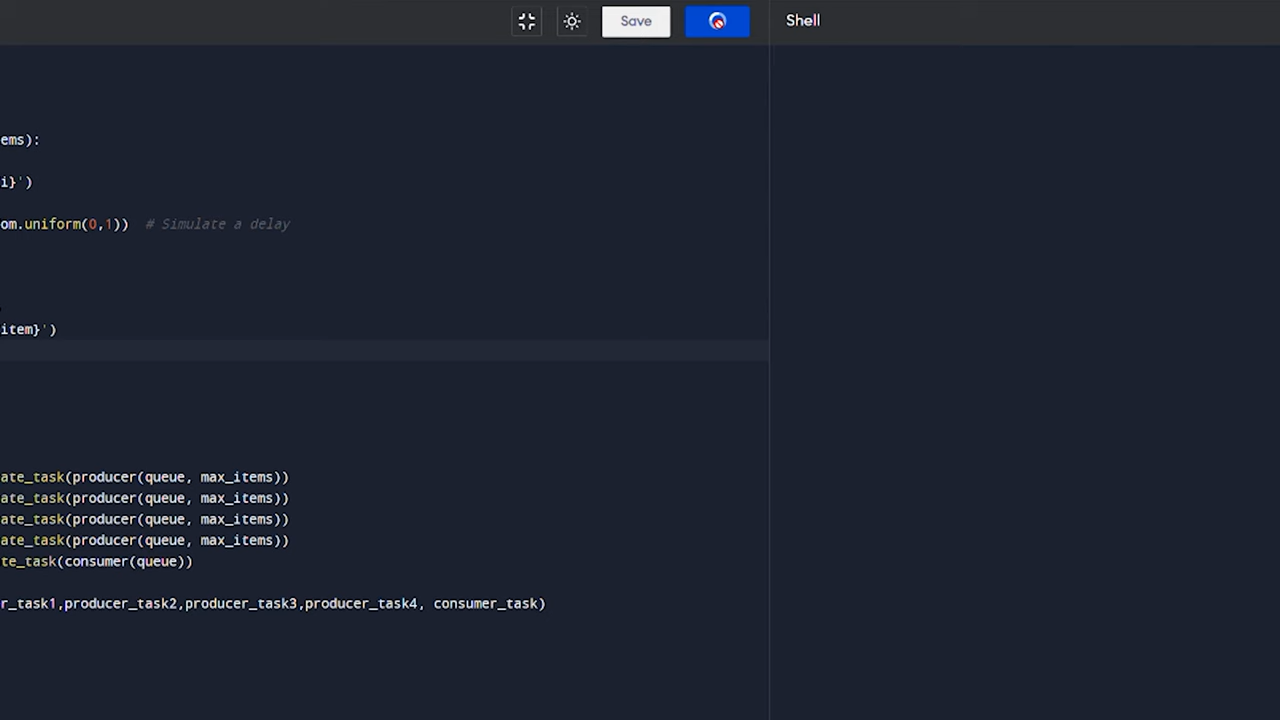 Save
Shell
ems):
i}')
om.uniform(0,1)) # Simulate a delay
item}')
ate_task(producer(queue, max_items))
ate_task(producer(queue, max_items))
ate_task(producer(queue, max_items))
ate_task(producer(queue, max_items))
te_task(consumer(queue))
r_task1,producer_task2,producer_task3,producer_task4, consumer_task)